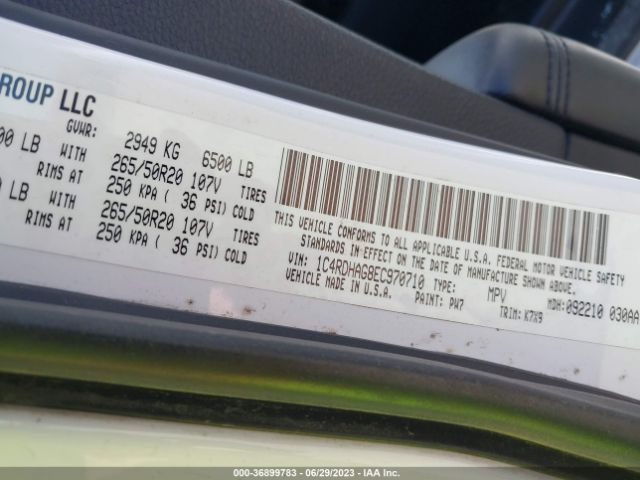 ROUP LLC
GVWR: 2949 KG 6500 LB
00 LB WITH 265/50R20 107V TIRES
RIMS AT 250 KPA ( 36 PSI) COLD
0 LB WITH 265/50R20 107V TIRES
RIMS AT 250 KPA ( 36 PSI) COLD
THIS VEHICLE CONFORMS TO ALL APPLICABLE U.S.A. FEDERAL MOTOR VEHICLE SAFETY
STANDARDS IN EFFECT ON THE DATE OF MANUFACTURE SHOWN ABOVE.
VIN: 1C4RDHAG8EC970710 TYPE: MPV MDH: 092210 030AA
VEHICLE MADE IN U.S.A. PAINT: PW7 TRIM: K7X9
000-36899783 - 06/29/2023 - IAA Inc.